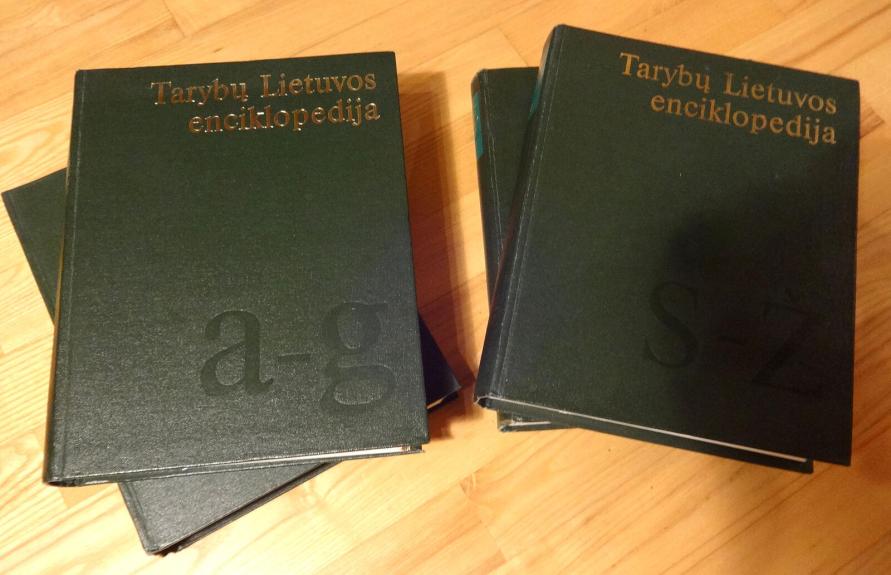 Tarybų Lietuvos
enciklopedija
a-g
Tarybų Lietuvos
enciklopedija
S-Ž